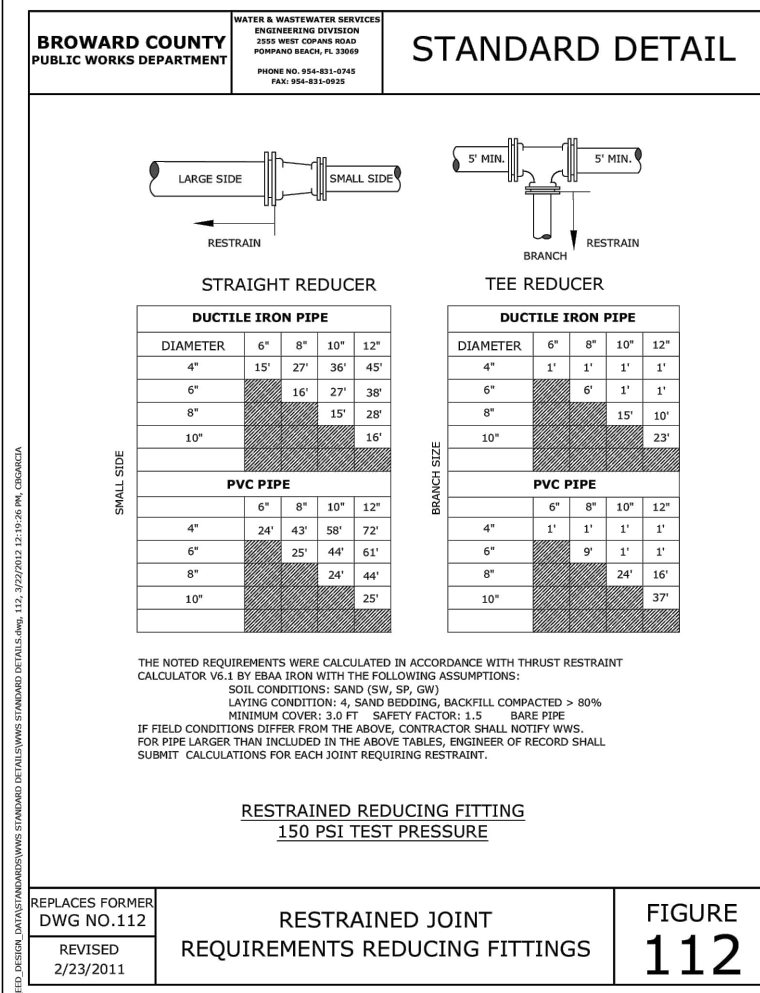 BROWARD COUNTY
PUBLIC WORKS DEPARTMENT
WATER & WASTEWATER SERVICES
ENGINEERING DIVISION
2555 WEST COPANS ROAD
POMPANO BEACH, FL 33069
PHONE NO. 954-831-0745
FAX: 954-831-0925
STANDARD DETAIL
LARGE SIDE
SMALL SIDE
RESTRAIN
STRAIGHT REDUCER
5' MIN.
5' MIN.
RESTRAIN
BRANCH
TEE REDUCER
SMALL SIDE
DUCTILE IRON PIPE
DIAMETER 6" 8" 10" 12"
4" 15' 27' 36' 45'
6" 16' 27' 38'
8" 15' 28'
10" 16'
PVC PIPE
6" 8" 10" 12"
4" 24' 43' 58' 72'
6" 25' 44' 61'
8" 24' 44'
10" 25'
BRANCH SIZE
DUCTILE IRON PIPE
DIAMETER 6" 8" 10" 12"
4" 1' 1' 1' 1'
6" 6' 1' 1'
8" 15' 10'
10" 23'
PVC PIPE
6" 8" 10" 12"
4" 1' 1' 1' 1'
6" 9' 1' 1'
8" 24' 16'
10" 37'
THE NOTED REQUIREMENTS WERE CALCULATED IN ACCORDANCE WITH THRUST RESTRAINT
CALCULATOR V6.1 BY EBAA IRON WITH THE FOLLOWING ASSUMPTIONS:
SOIL CONDITIONS: SAND (SW, SP, GW)
LAYING CONDITION: 4, SAND BEDDING, BACKFILL COMPACTED > 80%
MINIMUM COVER: 3.0 FT SAFETY FACTOR: 1.5 BARE PIPE
IF FIELD CONDITIONS DIFFER FROM THE ABOVE, CONTRACTOR SHALL NOTIFY WWS.
FOR PIPE LARGER THAN INCLUDED IN THE ABOVE TABLES, ENGINEER OF RECORD SHALL
SUBMIT CALCULATIONS FOR EACH JOINT REQUIRING RESTRAINT.
RESTRAINED REDUCING FITTING
150 PSI TEST PRESSURE
REPLACES FORMER
DWG NO.112
REVISED
2/23/2011
RESTRAINED JOINT
REQUIREMENTS REDUCING FITTINGS
FIGURE
112
EED_DESIGN_DATA\STANDARDS\WWS STANDARD DETAILS\WWS STANDARD DETAILS.dwg, 112, 3/22/2012 12:19:26 PM, CBGARCIA